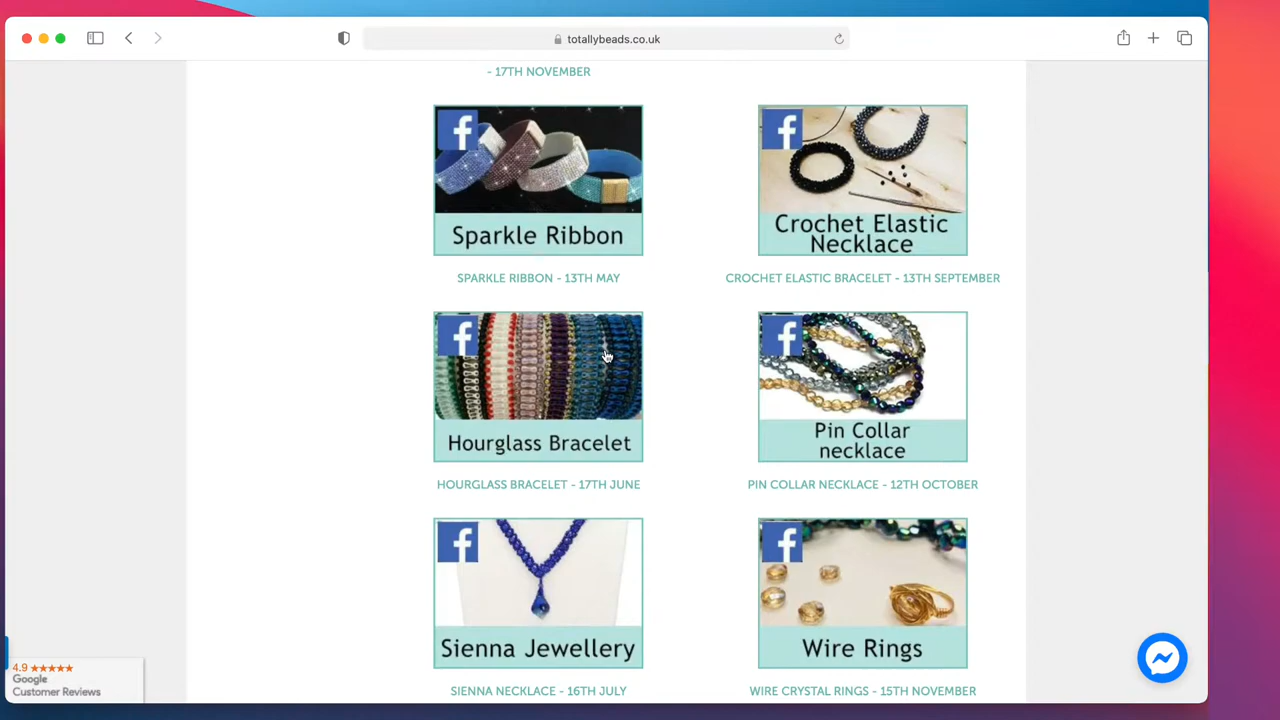 totallybeads.co.uk
- 17TH NOVEMBER
Sparkle Ribbon
SPARKLE RIBBON - 13TH MAY
Crochet Elastic
Necklace
CROCHET ELASTIC BRACELET - 13TH SEPTEMBER
Hourglass Bracelet
HOURGLASS BRACELET - 17TH JUNE
Pin Collar
necklace
PIN COLLAR NECKLACE - 12TH OCTOBER
Sienna Jewellery
SIENNA NECKLACE - 16TH JULY
Wire Rings
WIRE CRYSTAL RINGS - 15TH NOVEMBER
4.9 ★★★★★
Google
Customer Reviews